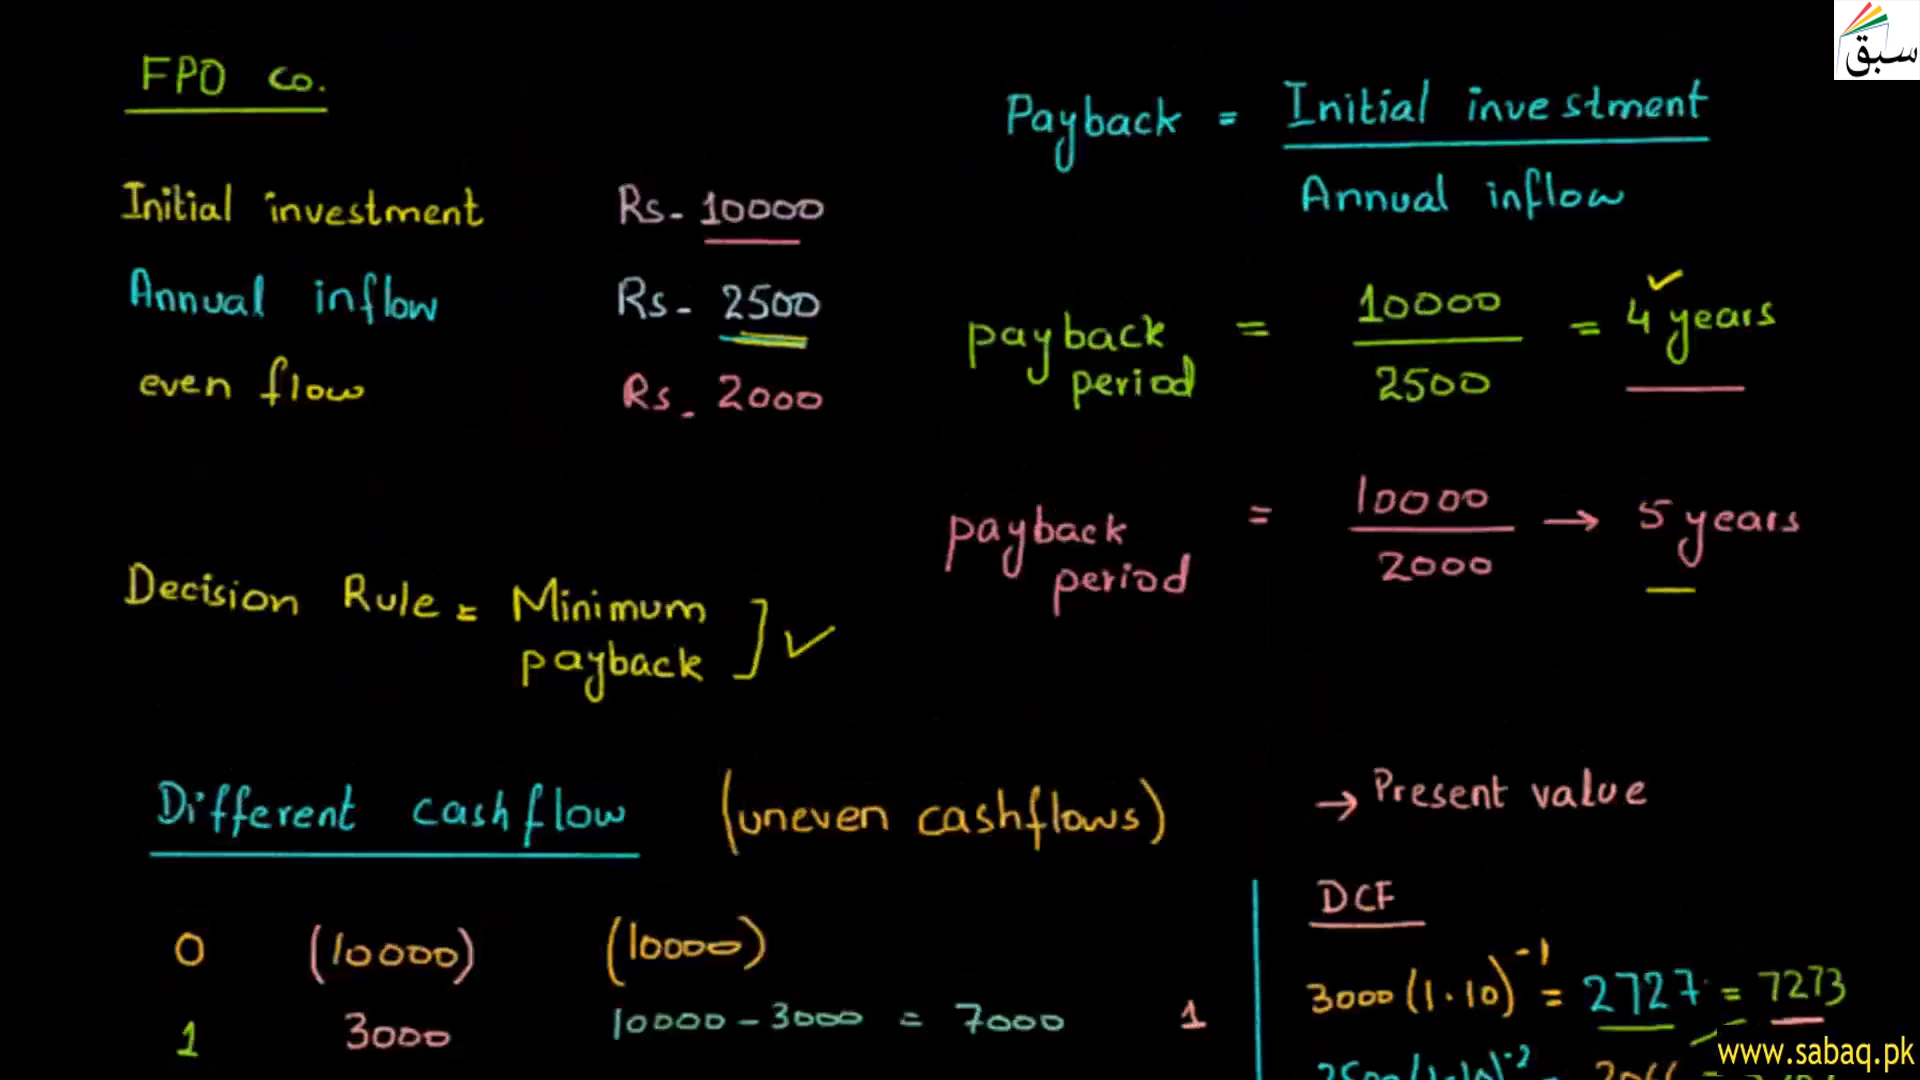 سبق
FPO Co.
Payback = Initial investment / Annual inflow
Initial investment Rs- 10000
Annual inflow Rs- 2500
even flow Rs- 2000
payback period = 10000 / 2500 = 4 years
payback period = 10000 / 2000 → 5 years
Decision Rule = Minimum payback ] ✓
Different cashflow (uneven cashflows)
→ Present value
DCF
0 (10000) (10000)
1 3000 10000 - 3000 = 7000 1
3000 (1.10)^-1 = 2727 = 7273
www.sabaq.pk